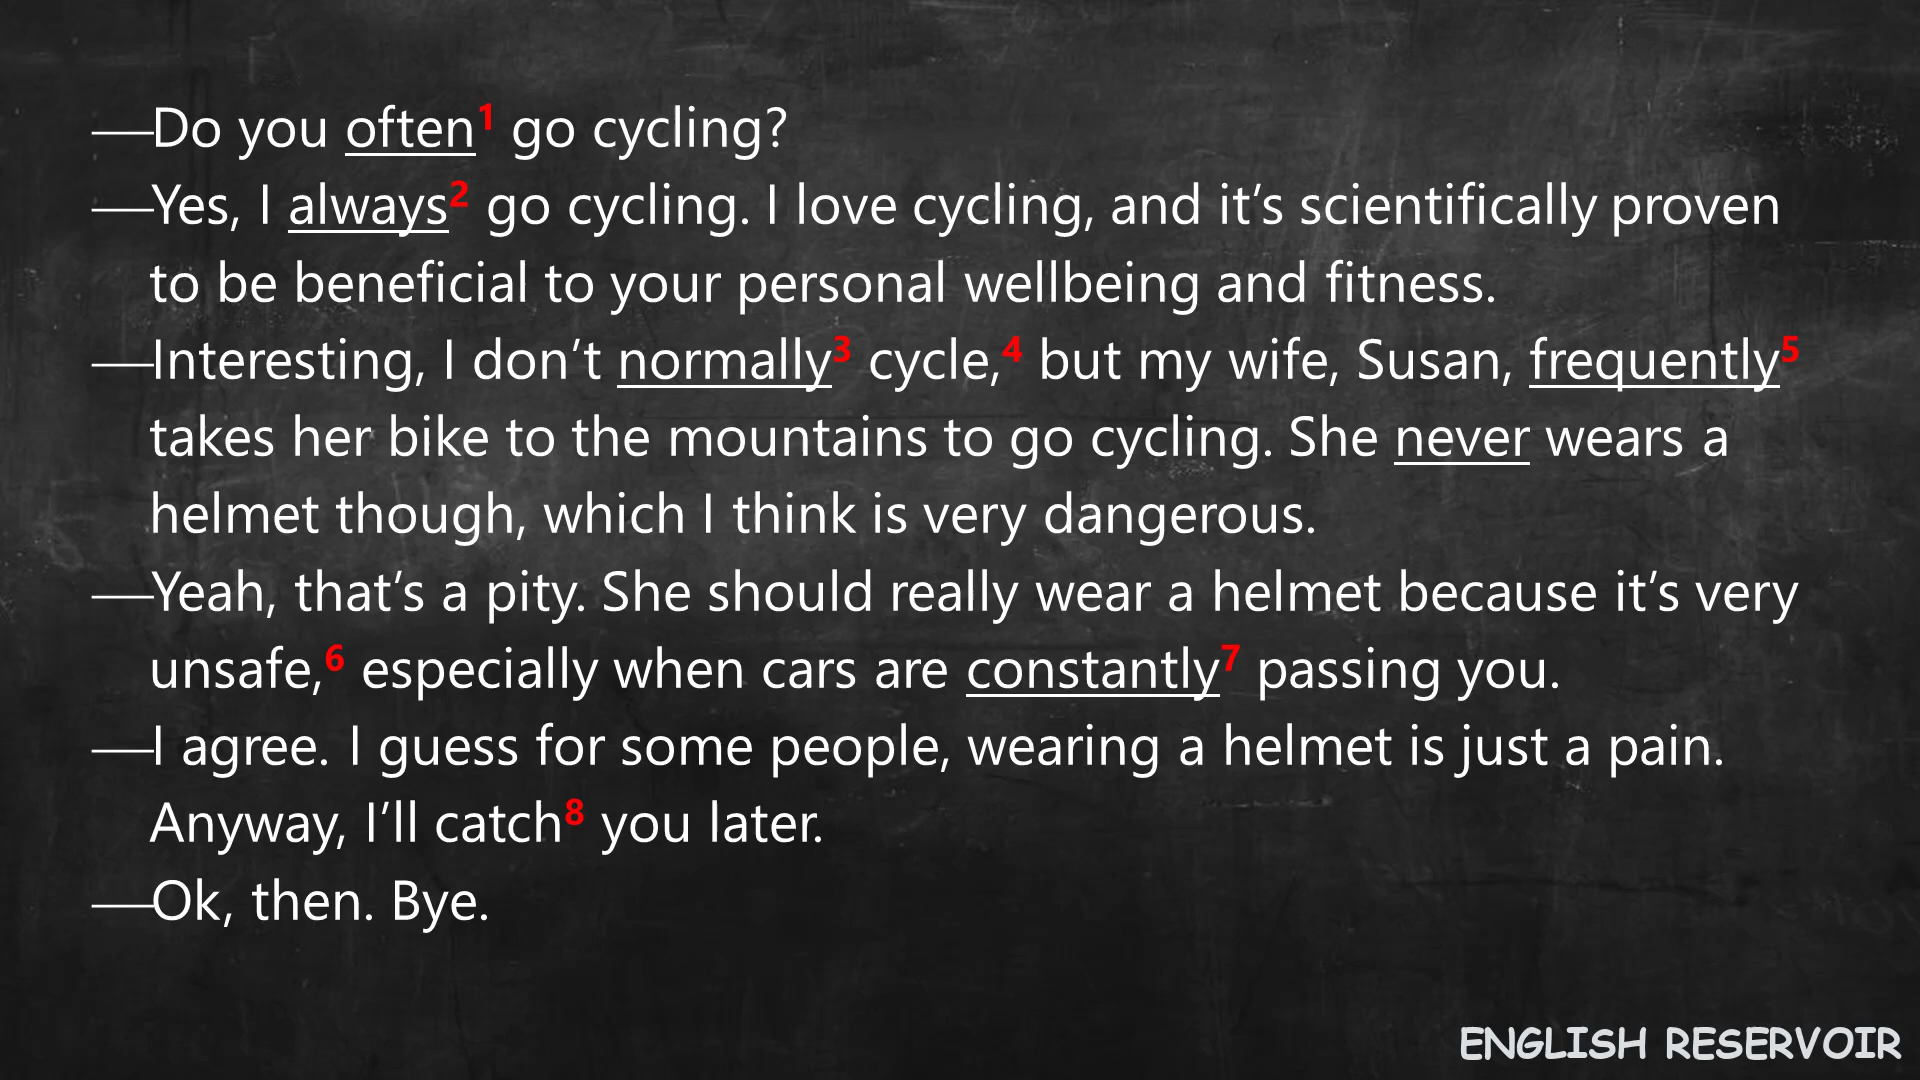 ——Do you often¹ go cycling?
——Yes, I always² go cycling. I love cycling, and it’s scientifically proven
to be beneficial to your personal wellbeing and fitness.
——Interesting, I don’t normally³ cycle,⁴ but my wife, Susan, frequently⁵
takes her bike to the mountains to go cycling. She never wears a
helmet though, which I think is very dangerous.
——Yeah, that’s a pity. She should really wear a helmet because it’s very
unsafe,⁶ especially when cars are constantly⁷ passing you.
——I agree. I guess for some people, wearing a helmet is just a pain.
Anyway, I’ll catch⁸ you later.
——Ok, then. Bye.
ENGLISH RESERVOIR